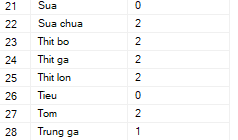 21 Sua 0
22 Sua chua 2
23 Thit bo 2
24 Thit ga 2
25 Thit lon 2
26 Tieu 0
27 Tom 2
28 Trung ga 1